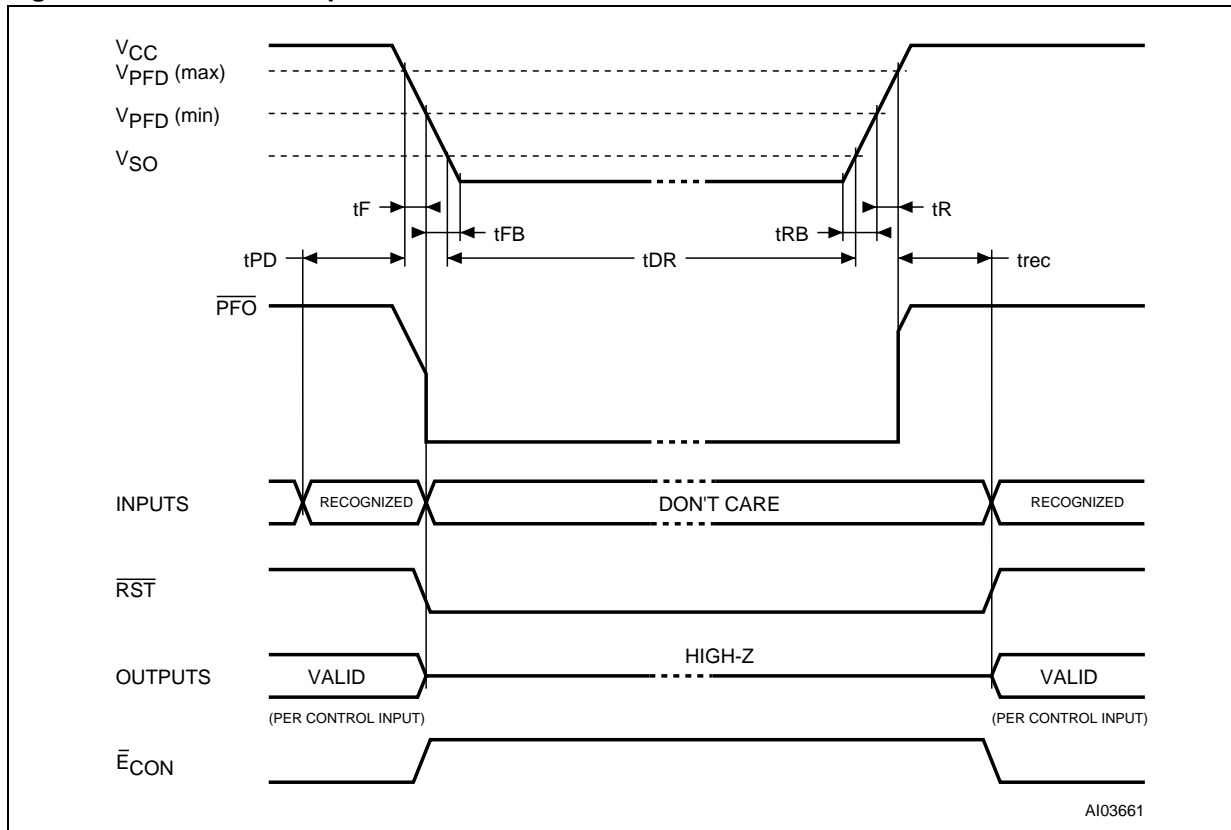 VCC
VPFD (max)
VPFD (min)
VSO
tF
tFB
tR
tRB
tPD
tDR
trec
PFO
INPUTS
RECOGNIZED
DON'T CARE
RECOGNIZED
RST
HIGH-Z
OUTPUTS
VALID
VALID
(PER CONTROL INPUT)
(PER CONTROL INPUT)
ECON
AI03661